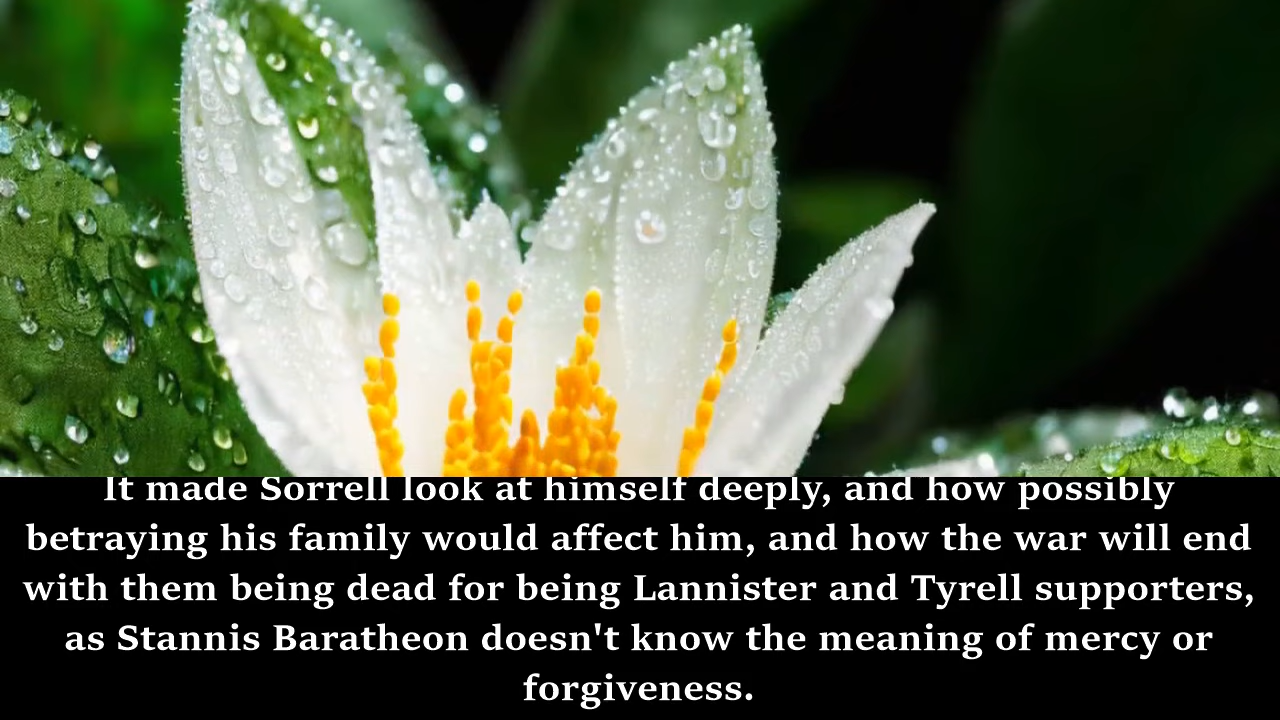 It made Sorrell look at himself deeply, and how possibly
betraying his family would affect him, and how the war will end
with them being dead for being Lannister and Tyrell supporters,
as Stannis Baratheon doesn't know the meaning of mercy or
forgiveness.